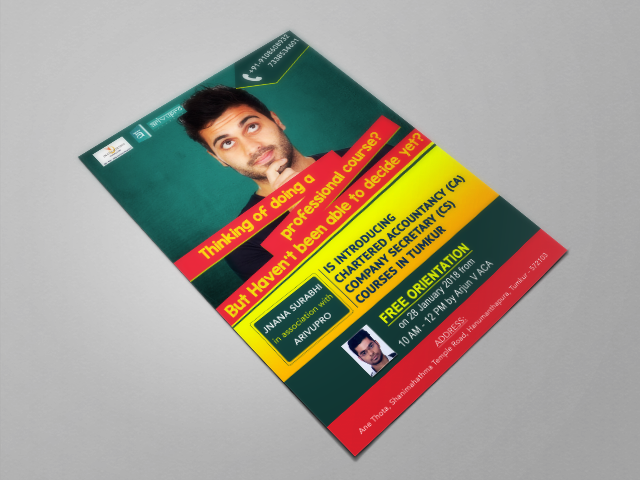 +91-9108608932
7338534601
arivupro
Thinking of doing a
professional course?
But Haven't been able to decide yet?
JNANA SURABHI
in association with
ARIVUPRO
IS INTRODUCING
CHARTERED ACCOUNTANCY (CA)
COMPANY SECRETARY (CS)
COURSES IN TUMKUR
FREE ORIENTATION
on 28 January 2018 from
10 AM - 12 PM by Arjun V ACA
ADDRESS:
Ane Thota, Shanimahathma Temple Road, Hanumanthapura, Tumkur - 572103